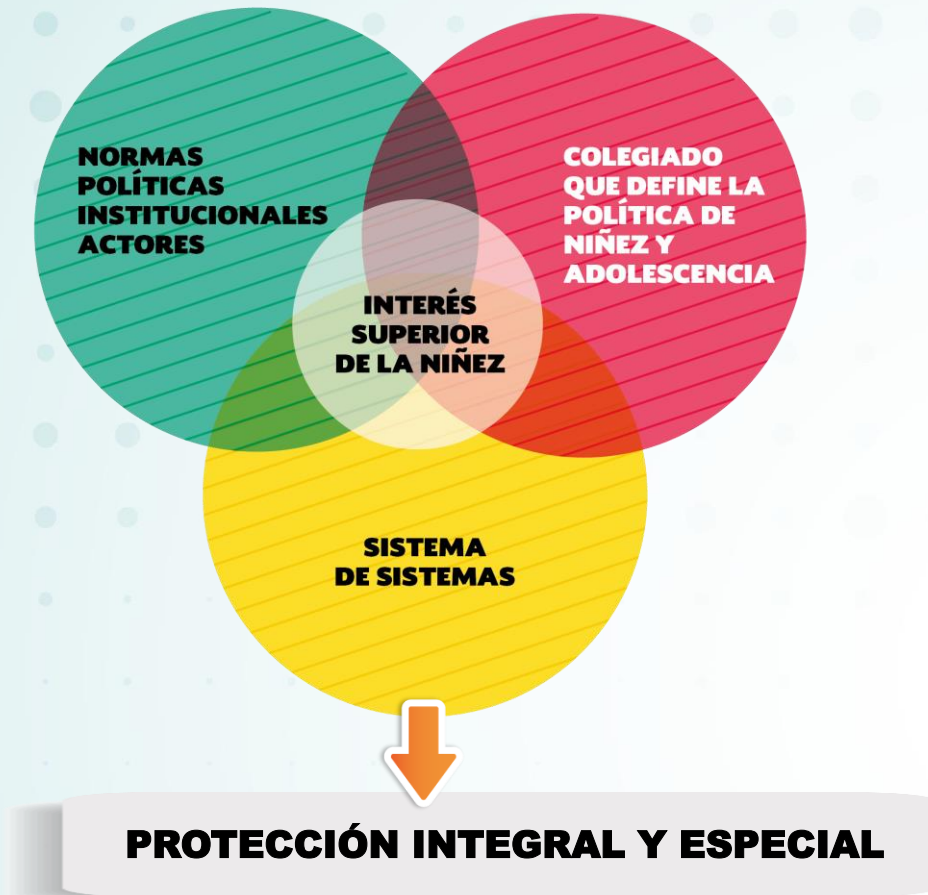 NORMAS
POLÍTICAS
INSTITUCIONALES
ACTORES
COLEGIADO
QUE DEFINE LA
POLÍTICA DE
NIÑEZ Y
ADOLESCENCIA
INTERÉS
SUPERIOR
DE LA NIÑEZ
SISTEMA
DE SISTEMAS
PROTECCIÓN INTEGRAL Y ESPECIAL